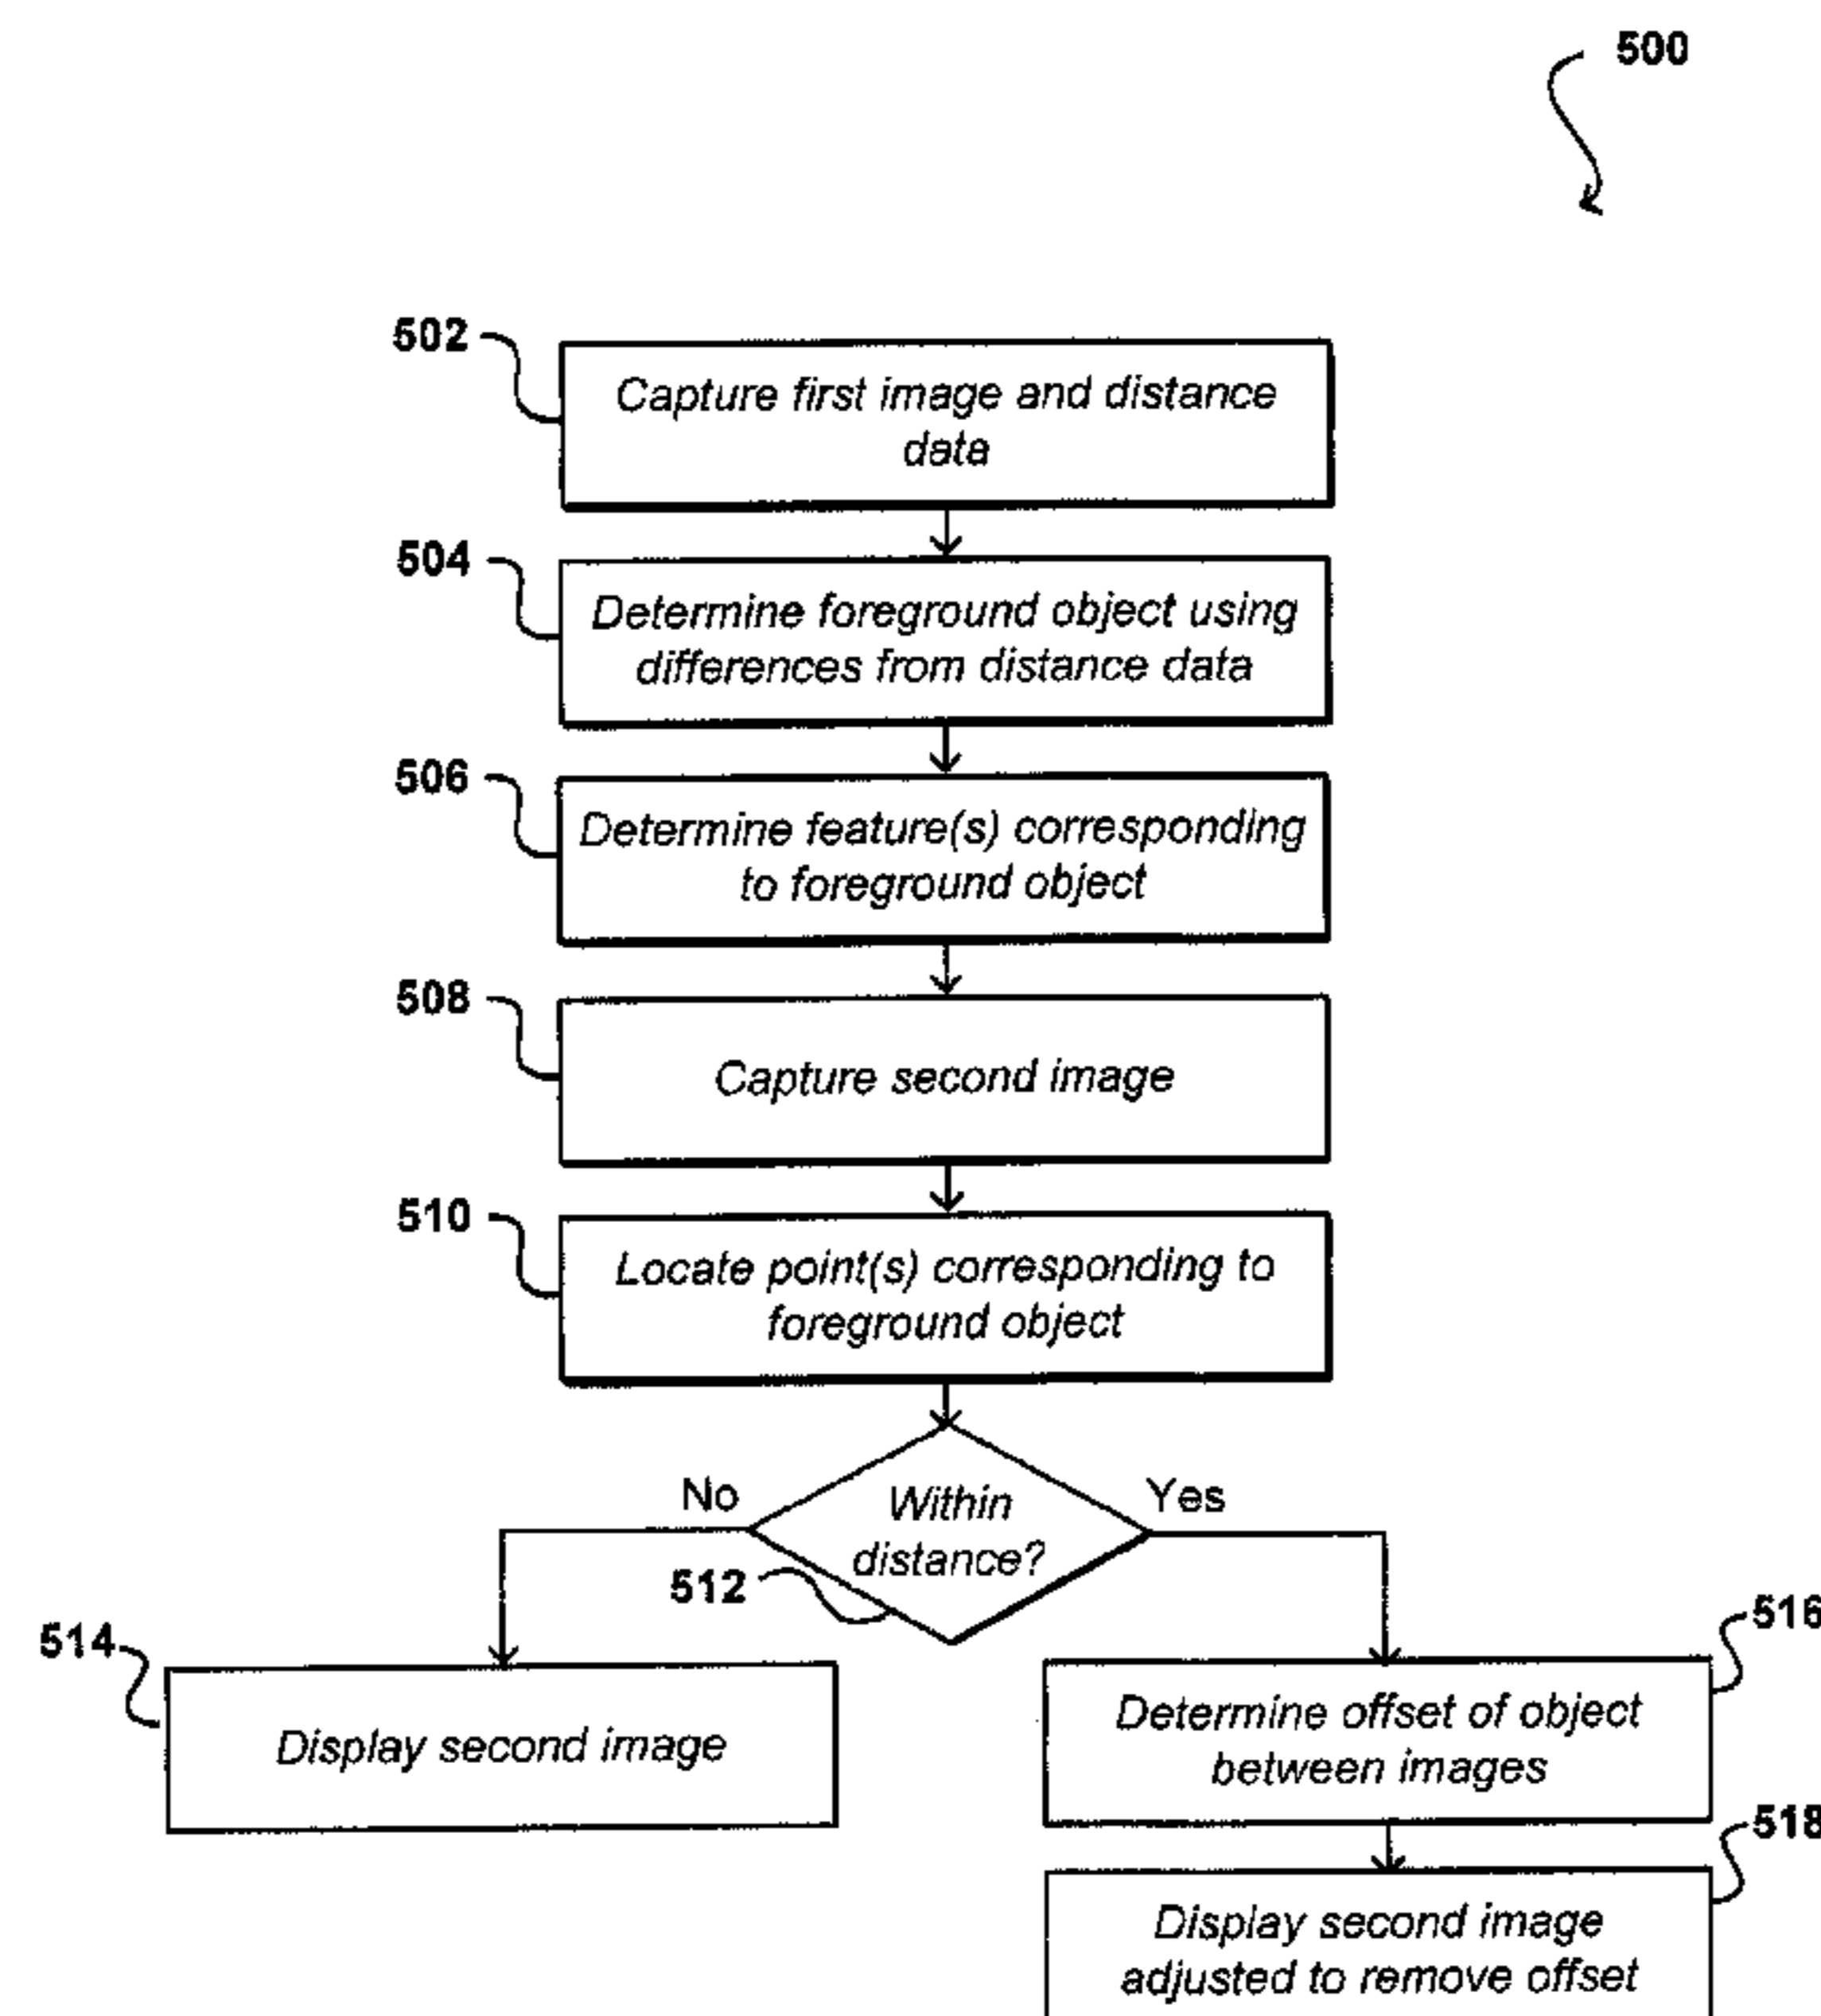 500
502
Capture first image and distance
data
504
Determine foreground object using
differences from distance data
506
Determine feature(s) corresponding
to foreground object
508
Capture second image
510
Locate point(s) corresponding to
foreground object
No
Within
distance?
Yes
512
514
Display second image
516
Determine offset of object
between images
518
Display second image
adjusted to remove offset